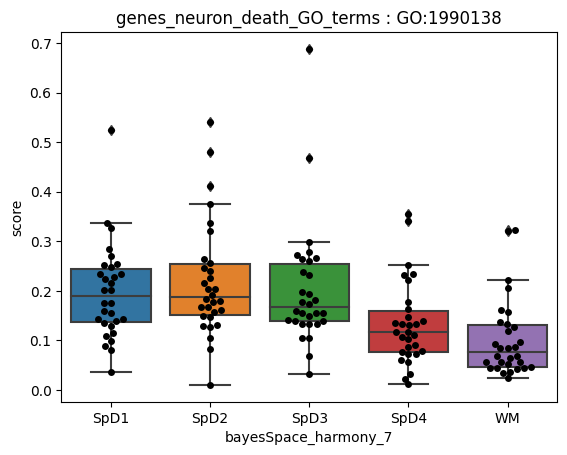 genes_neuron_death_GO_terms : GO:1990138
score
0.7
0.6
0.5
0.4
0.3
0.2
0.1
0.0
SpD1 SpD2 SpD3 SpD4 WM
bayesSpace_harmony_7